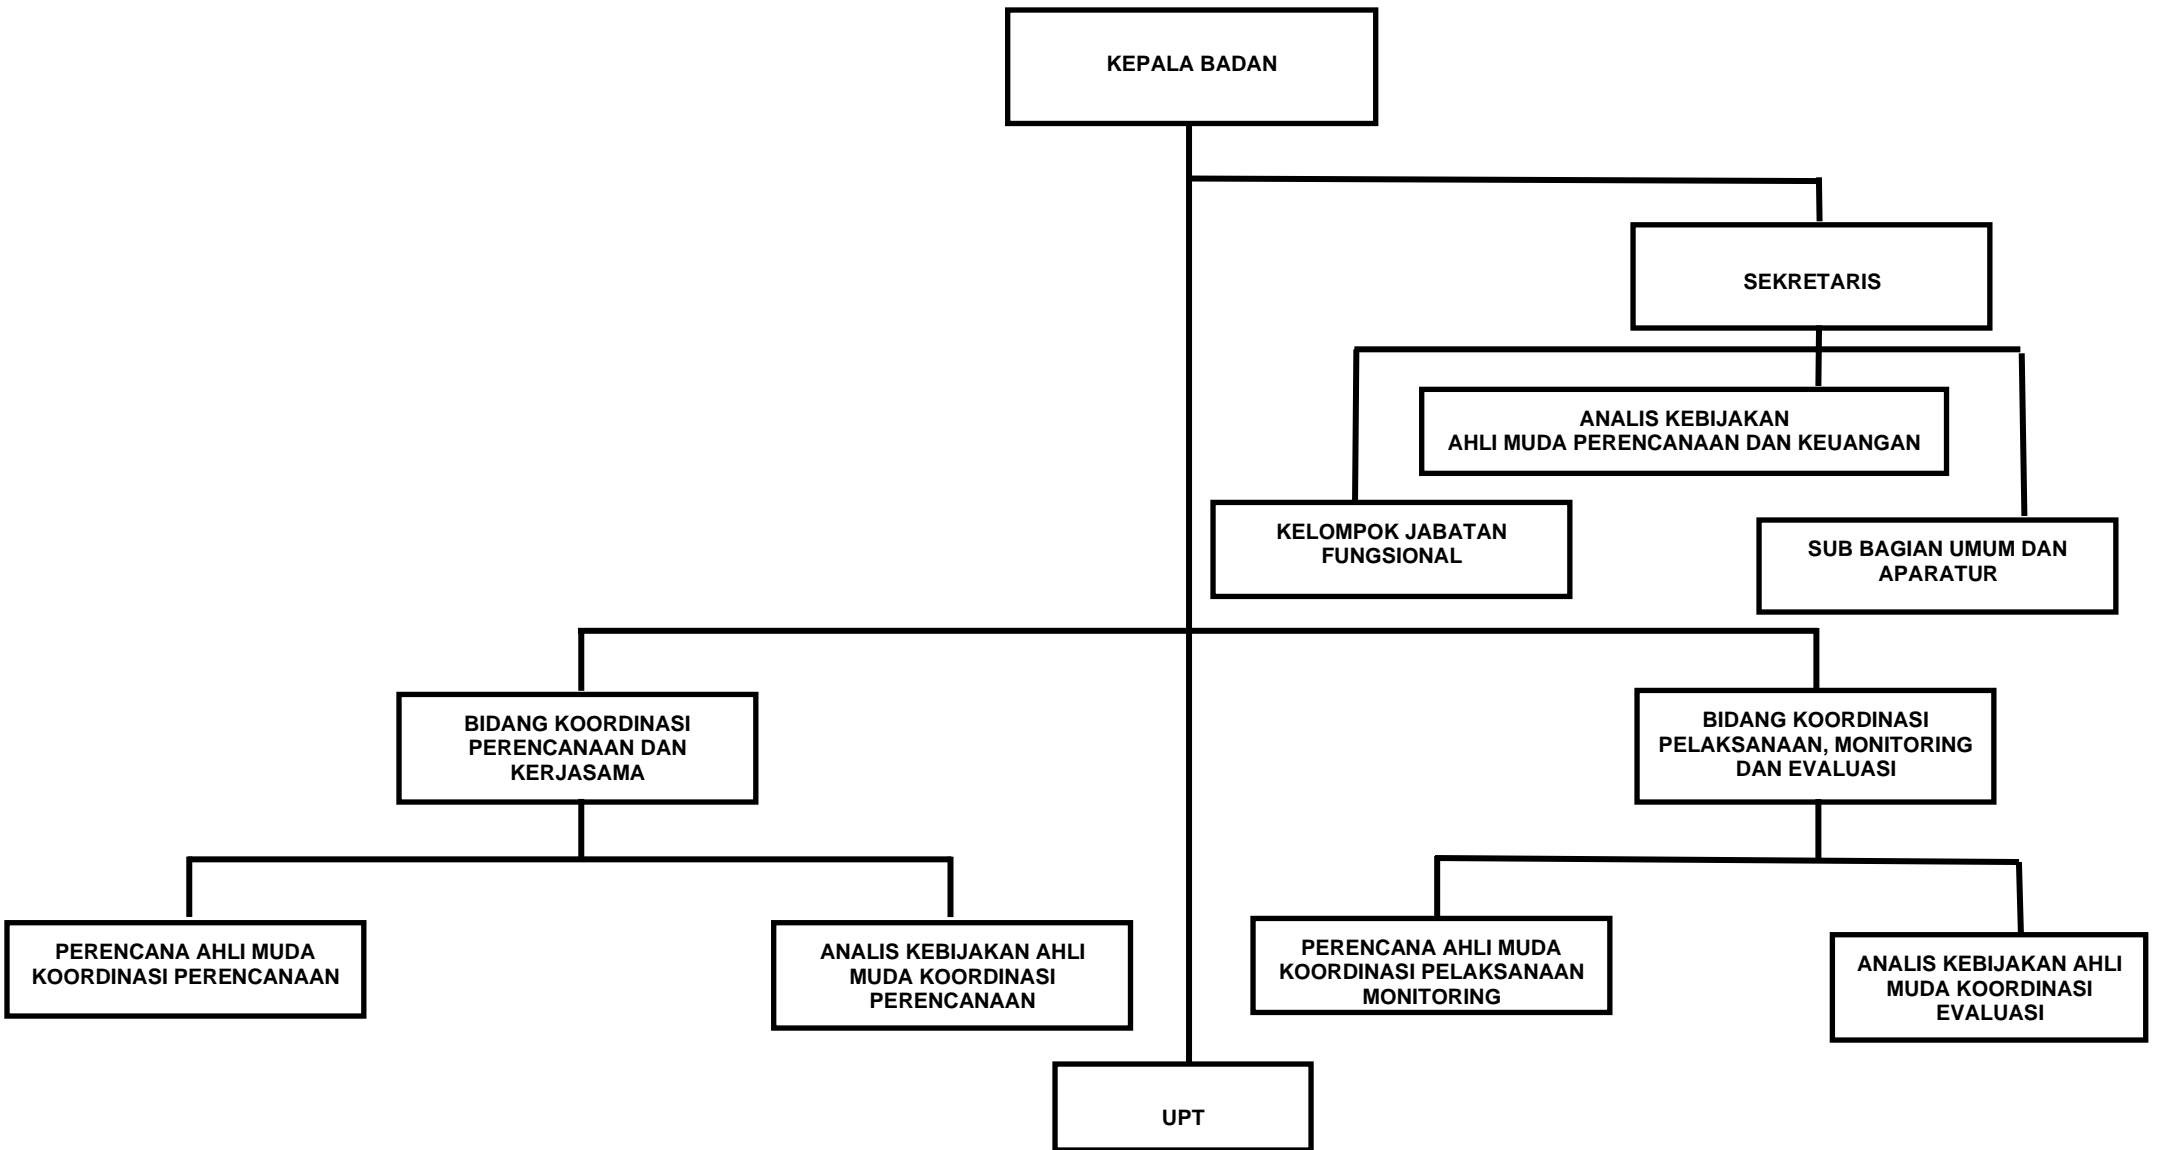 KEPALA BADAN
SEKRETARIS
ANALIS KEBIJAKAN
AHLI MUDA PERENCANAAN DAN KEUANGAN
KELOMPOK JABATAN
FUNGSIONAL
SUB BAGIAN UMUM DAN
APARATUR
BIDANG KOORDINASI
PERENCANAAN DAN
KERJASAMA
BIDANG KOORDINASI
PELAKSANAAN, MONITORING
DAN EVALUASI
PERENCANA AHLI MUDA
KOORDINASI PERENCANAAN
ANALIS KEBIJAKAN AHLI
MUDA KOORDINASI
PERENCANAAN
PERENCANA AHLI MUDA
KOORDINASI PELAKSANAAN
MONITORING
ANALIS KEBIJAKAN AHLI
MUDA KOORDINASI
EVALUASI
UPT